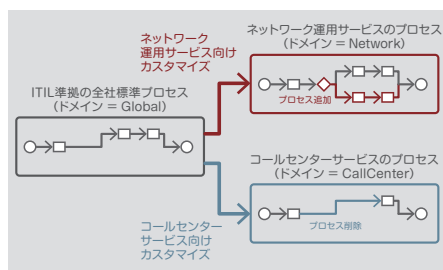 ネットワーク
運用サービス向け
カスタマイズ
ネットワーク運用サービスのプロセス
(ドメイン = Network)
プロセス追加
ITIL準拠の全社標準プロセス
(ドメイン = Global)
コールセンターサービスのプロセス
(ドメイン = CallCenter)
プロセス削除
コールセンター
サービス向け
カスタマイズ